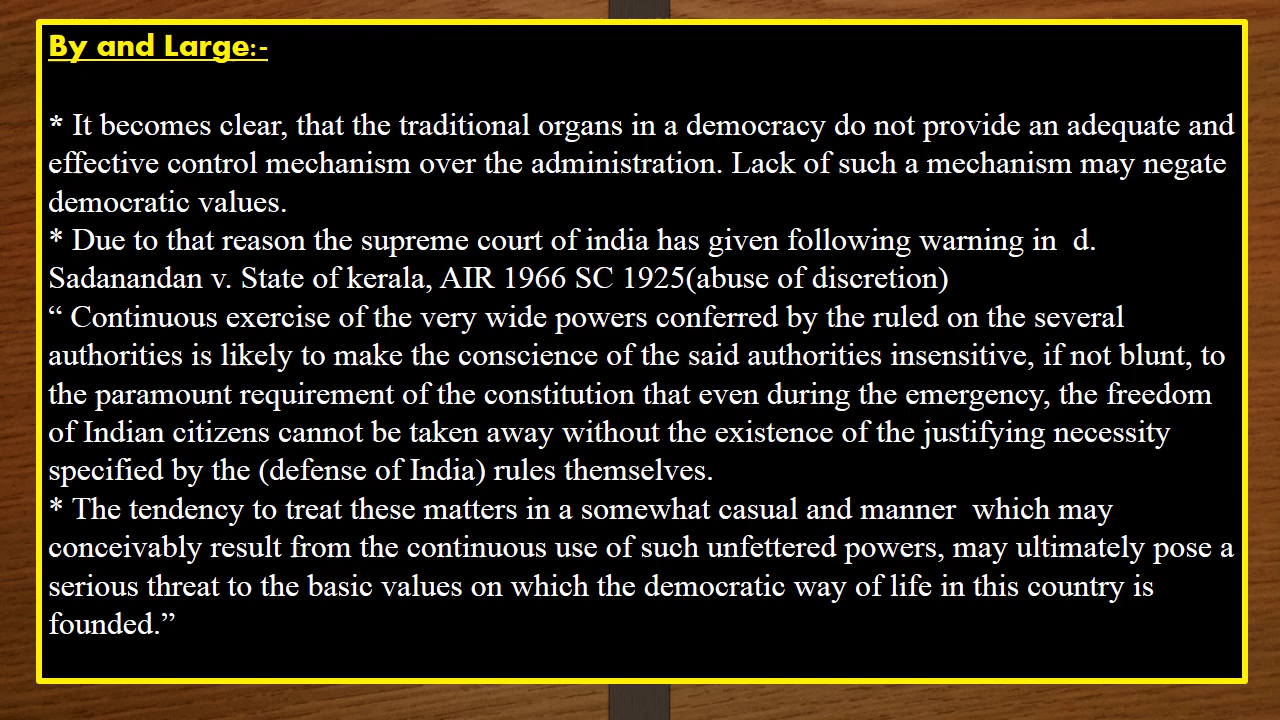 By and Large:-
* It becomes clear, that the traditional organs in a democracy do not provide an adequate and
effective control mechanism over the administration. Lack of such a mechanism may negate
democratic values.
* Due to that reason the supreme court of india has given following warning in  d.
Sadanandan v. State of kerala, AIR 1966 SC 1925(abuse of discretion)
“ Continuous exercise of the very wide powers conferred by the ruled on the several
authorities is likely to make the conscience of the said authorities insensitive, if not blunt, to
the paramount requirement of the constitution that even during the emergency, the freedom
of Indian citizens cannot be taken away without the existence of the justifying necessity
specified by the (defense of India) rules themselves.
* The tendency to treat these matters in a somewhat casual and manner  which may
conceivably result from the continuous use of such unfettered powers, may ultimately pose a
serious threat to the basic values on which the democratic way of life in this country is
founded.”